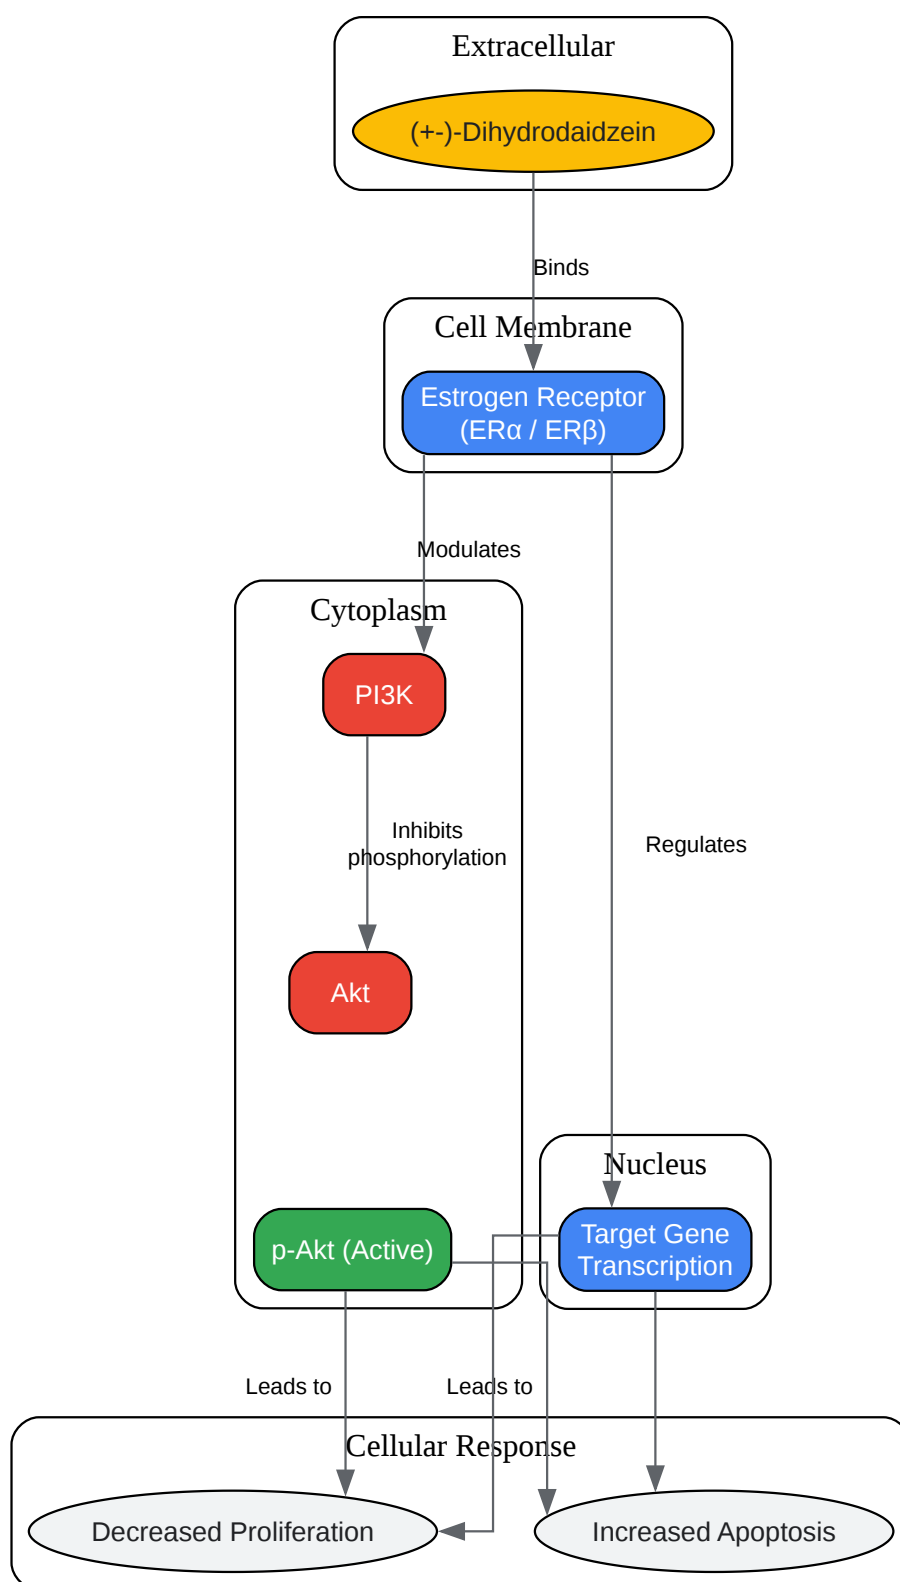 Extracellular
(+-)-Dihydrodaidzein
Binds
Cell Membrane
Estrogen Receptor
(ERα / ERβ)
Modulates
Cytoplasm
PI3K
Inhibits
phosphorylation
Regulates
Akt
Nucleus
p-Akt (Active)
Target Gene
Transcription
Leads to
Leads to
Cellular Response
Decreased Proliferation
Increased Apoptosis